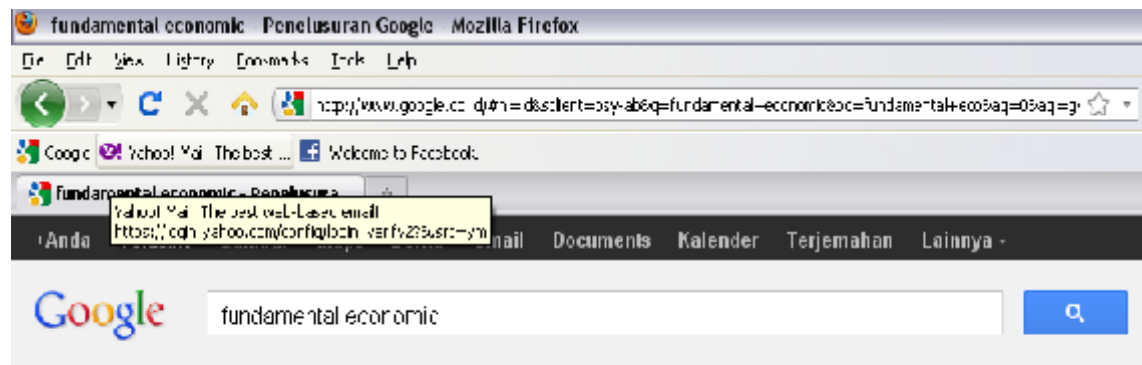 fundamental economic - Penelusuran Google - Mozilla Firefox
File Edit View History Bookmarks Tools Help
Google Yahoo! Mail The best ... Welcome to Facebook
fundamental economic - Penelusura...
Yahoo! Mail The best web-based email!
+Anda Documents Kalender Terjemahan Lainnya
Google fundamental economic